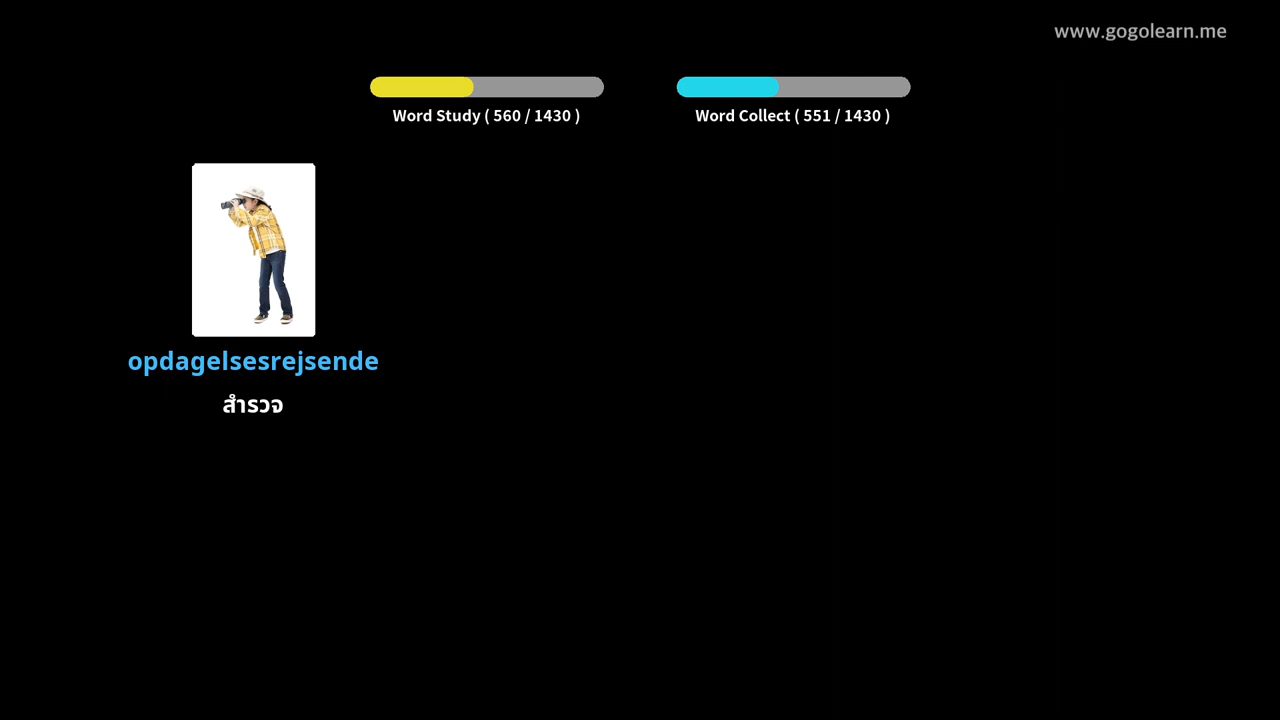 www.gogolearn.me
Word Study ( 560 / 1430 )
Word Collect ( 551 / 1430 )
opdagelsesrejsende
สำรวจ